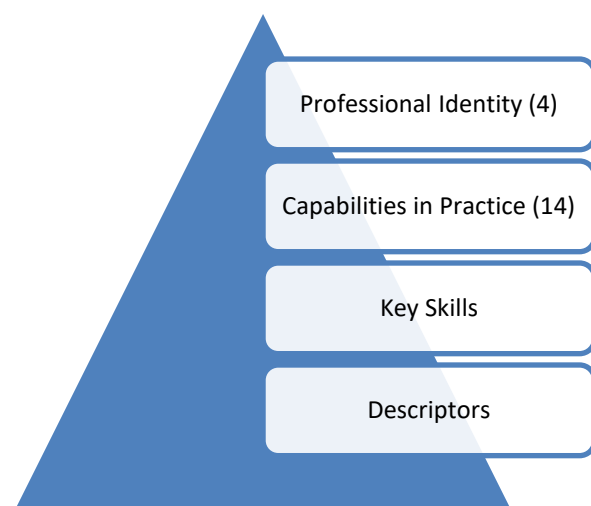 Professional Identity (4)
Capabilities in Practice (14)
Key Skills
Descriptors